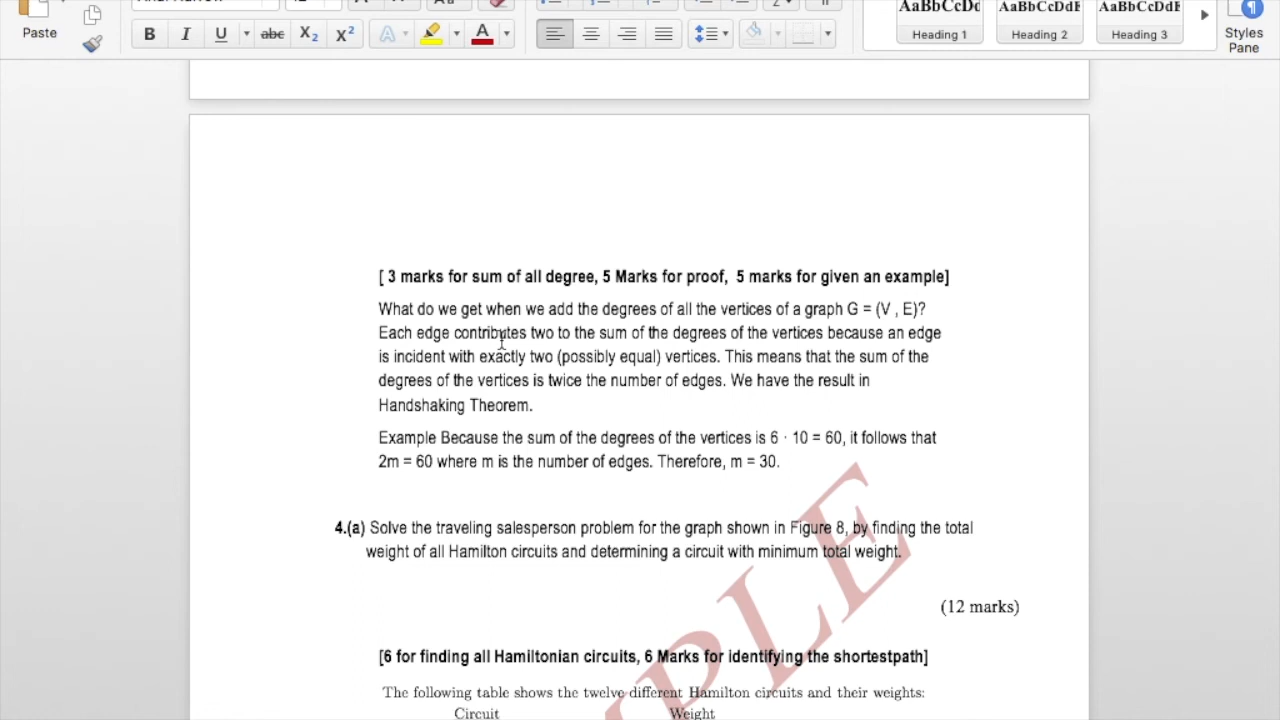 Paste
B I U abc X2 X2 A A
AaBbCcDd AaBbCcDdE AaBbCcDdE
Heading 1 Heading 2 Heading 3
Styles
Pane
[ 3 marks for sum of all degree, 5 Marks for proof, 5 marks for given an example]
What do we get when we add the degrees of all the vertices of a graph G = (V , E)?
Each edge contributes two to the sum of the degrees of the vertices because an edge
is incident with exactly two (possibly equal) vertices. This means that the sum of the
degrees of the vertices is twice the number of edges. We have the result in
Handshaking Theorem.
Example Because the sum of the degrees of the vertices is 6 · 10 = 60, it follows that
2m = 60 where m is the number of edges. Therefore, m = 30.
4.(a) Solve the traveling salesperson problem for the graph shown in Figure 8, by finding the total
weight of all Hamilton circuits and determining a circuit with minimum total weight.
(12 marks)
[6 for finding all Hamiltonian circuits, 6 Marks for identifying the shortestpath]
The following table shows the twelve different Hamilton circuits and their weights:
Circuit Weight